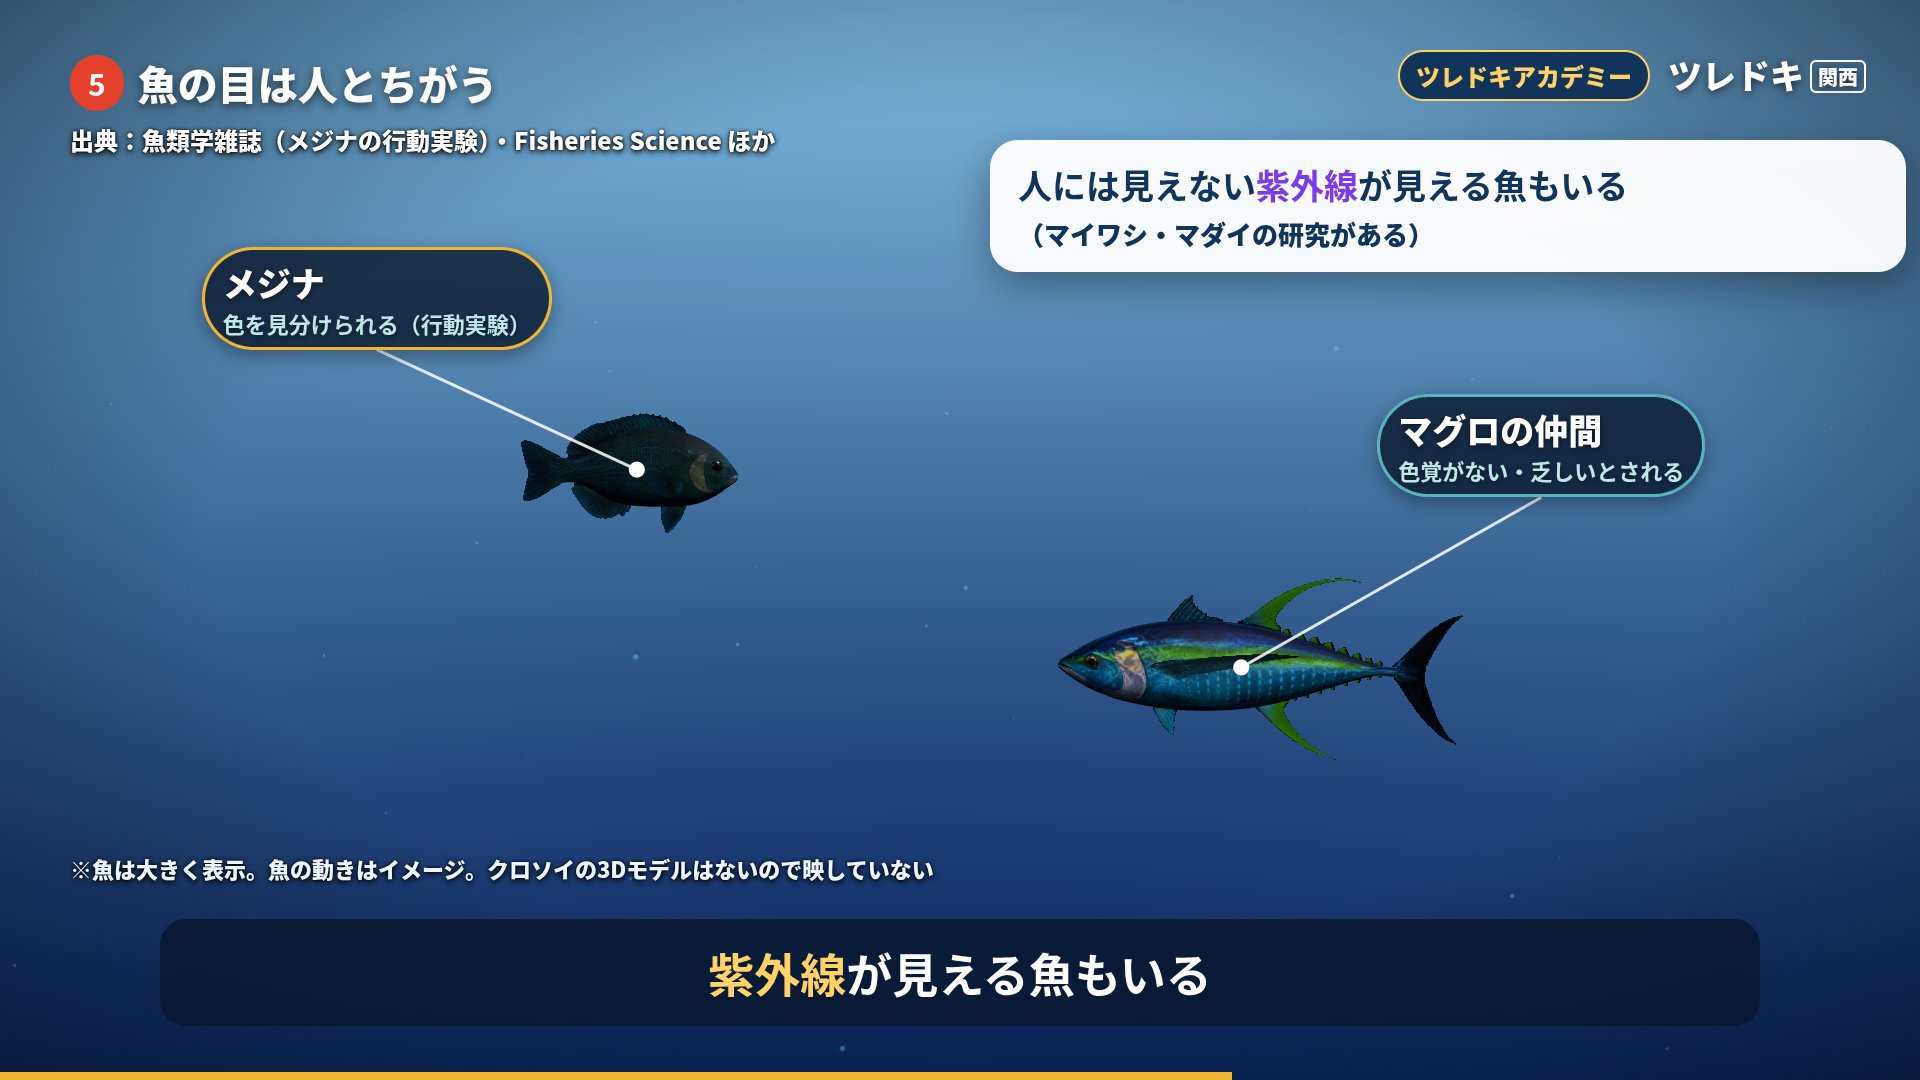 5 魚の目は人とちがう
出典：魚類学雑誌（メジナの行動実験）・Fisheries Science ほか
ツレドキアカデミー ツレドキ 関西
人には見えない紫外線が見える魚もいる
（マイワシ・マダイの研究がある）
メジナ
色を見分けられる（行動実験）
マグロの仲間
色覚がない・乏しいとされる
※魚は大きく表示。魚の動きはイメージ。クロソイの3Dモデルはないので映していない
紫外線が見える魚もいる